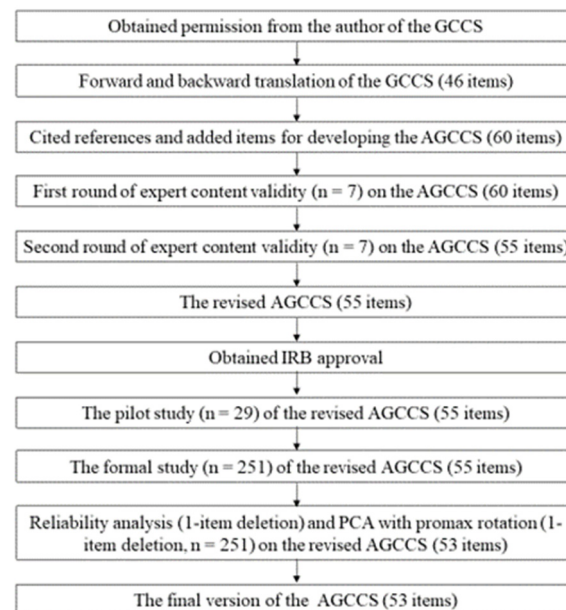 Obtained permission from the author of the GCCS
Forward and backward translation of the GCCS (46 items)
Cited references and added items for developing the AGCCS (60 items)
First round of expert content validity (n = 7) on the AGCCS (60 items)
Second round of expert content validity (n = 7) on the AGCCS (55 items)
The revised AGCCS (55 items)
Obtained IRB approval
The pilot study (n = 29) of the revised AGCCS (55 items)
The formal study (n = 251) of the revised AGCCS (55 items)
Reliability analysis (1-item deletion) and PCA with promax rotation (1-
item deletion, n = 251) on the revised AGCCS (53 items)
The final version of the AGCCS (53 items)